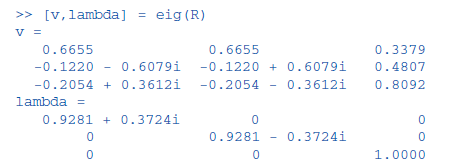 >> [v,lambda] = eig(R)
v =
0.6655 0.6655 0.3379
-0.1220 - 0.6079i -0.1220 + 0.6079i 0.4807
-0.2054 + 0.3612i -0.2054 - 0.3612i 0.8092
lambda =
0.9281 + 0.3724i 0 0
0 0.9281 - 0.3724i 0
0 0 1.0000